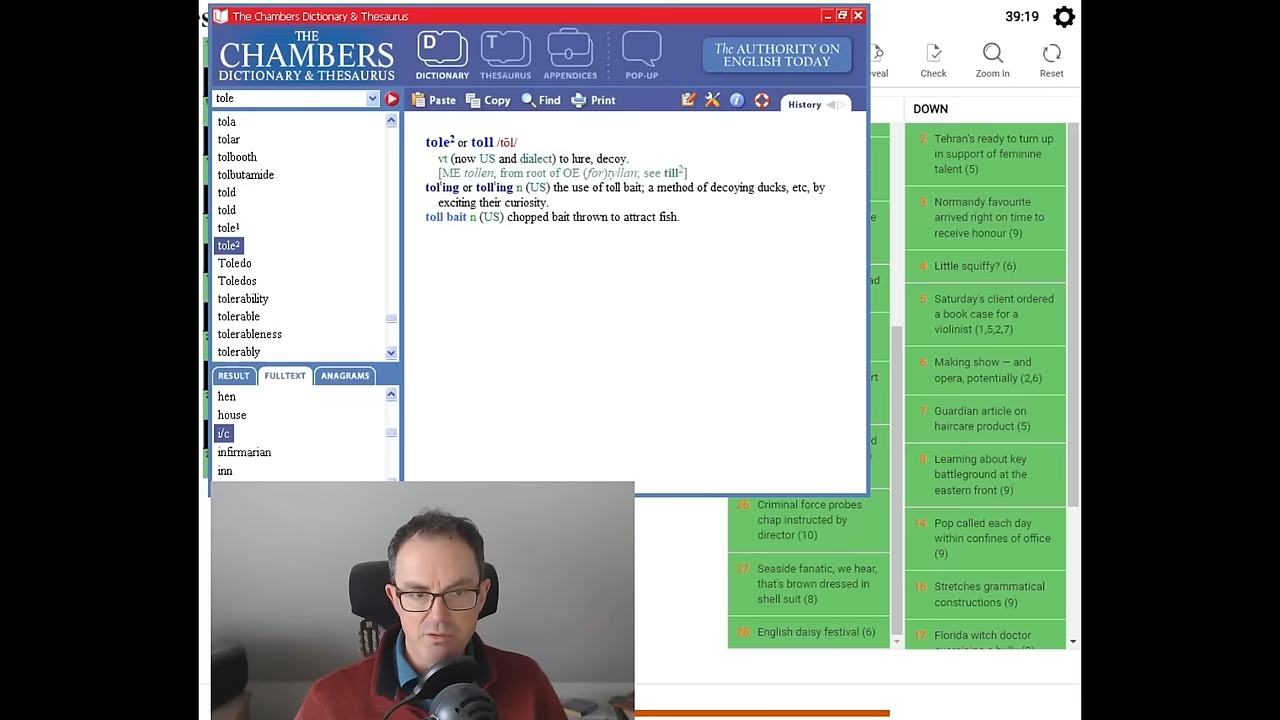 The Chambers Dictionary & Thesaurus
THE
CHAMBERS
DICTIONARY & THESAURUS
D
DICTIONARY
T
THESAURUS
APPENDICES
POP-UP
The AUTHORITY ON
ENGLISH TODAY
tole
Paste
Copy
Find
Print
History
tola
tolar
tolbooth
tolbutamide
told
told
tole¹
tole²
Toledo
Toledos
tolerability
tolerable
tolerableness
tolerably
RESULT
FULLTEXT
ANAGRAMS
hen
house
i/c
infirmarian
inn
tole² or toll /tōl/
vt (now US and dialect) to lure, decoy.
[ME tollen, from root of OE (for)tyllan; see till²]
tol'ing or toll'ing n (US) the use of toll bait; a method of decoying ducks, etc, by
exciting their curiosity.
toll bait n (US) chopped bait thrown to attract fish.
39:19
eveal
Check
Zoom In
Reset
DOWN
2 Tehran's ready to turn up
in support of feminine
talent (5)
3 Normandy favourite
arrived right on time to
receive honour (9)
4 Little squiffy? (6)
5 Saturday's client ordered
a book case for a
violinist (1,5,2,7)
6 Making show — and
opera, potentially (2,6)
7 Guardian article on
haircare product (5)
8 Learning about key
battleground at the
eastern front (9)
14 Pop called each day
within confines of office
(9)
16 Stretches grammatical
constructions (9)
17 Florida witch doctor
26 Criminal force probes
chap instructed by
director (10)
27 Seaside fanatic, we hear,
that's brown dressed in
shell suit (8)
28 English daisy festival (6)